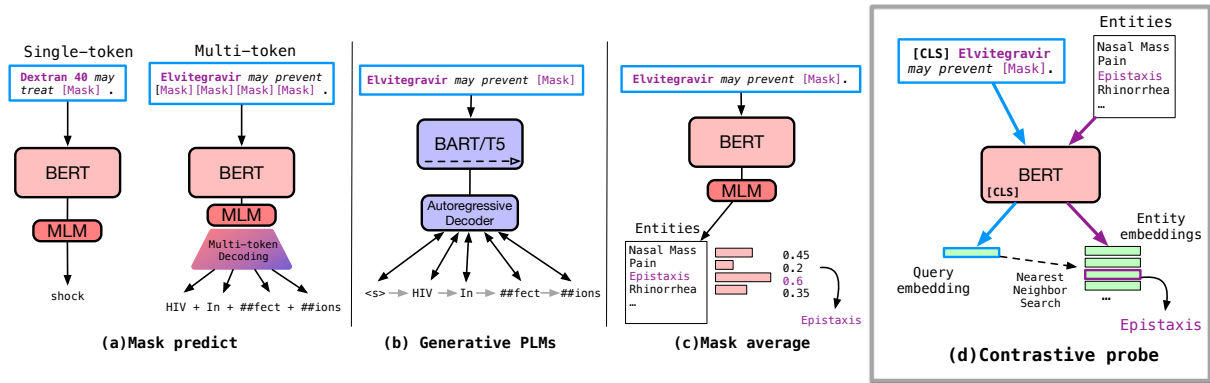 Single-token
Dextran 40 may
treat [Mask] .
BERT
MLM
shock
Multi-token
Elvitegravir may prevent
[Mask][Mask][Mask][Mask] .
BERT
MLM
Multi-token
Decoding
HIV + In + ##fect + ##ions
(a)Mask predict
Elvitegravir may prevent [Mask]
BART/T5
Autoregressive
Decoder
<s> HIV In ##fect ##ions
(b) Generative PLMs
Elvitegravir may prevent [Mask].
BERT
MLM
Entities
Nasal Mass 0.45
Pain 0.2
Epistaxis 0.6
Rhinorrhea 0.35
…
Epistaxis
(c)Mask average
[CLS] Elvitegravir
may prevent [Mask].
Entities
Nasal Mass
Pain
Epistaxis
Rhinorrhea
…
BERT
[CLS]
Query
embedding
Nearest
Neighbor
Search
Entity
embeddings
…
Epistaxis
(d)Contrastive probe